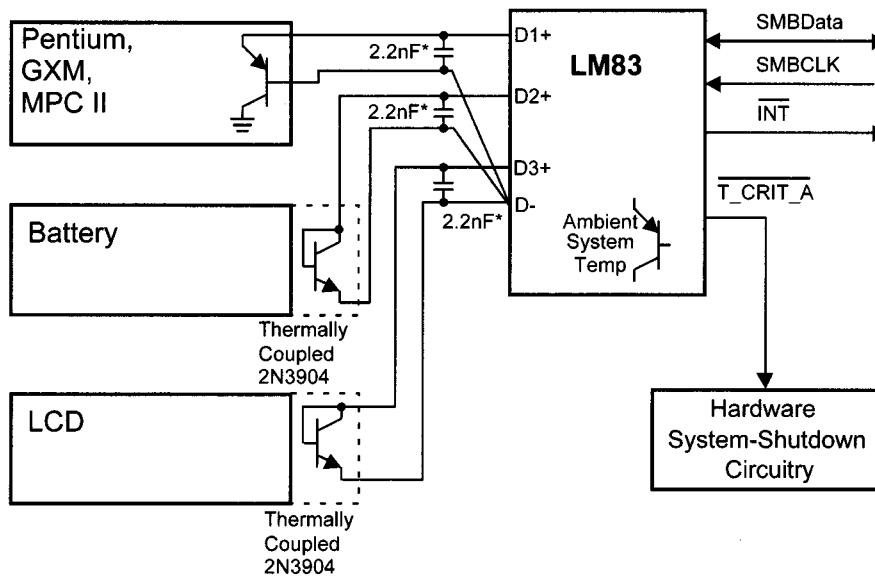 Pentium,
GXM,
MPC II
2.2nF*
2.2nF*
2.2nF*
D1+
D2+
D3+
D-
LM83
Ambient
System
Temp
SMBData
SMBCLK
INT
T_CRIT_A
Battery
Thermally
Coupled
2N3904
LCD
Thermally
Coupled
2N3904
Hardware
System-Shutdown
Circuitry